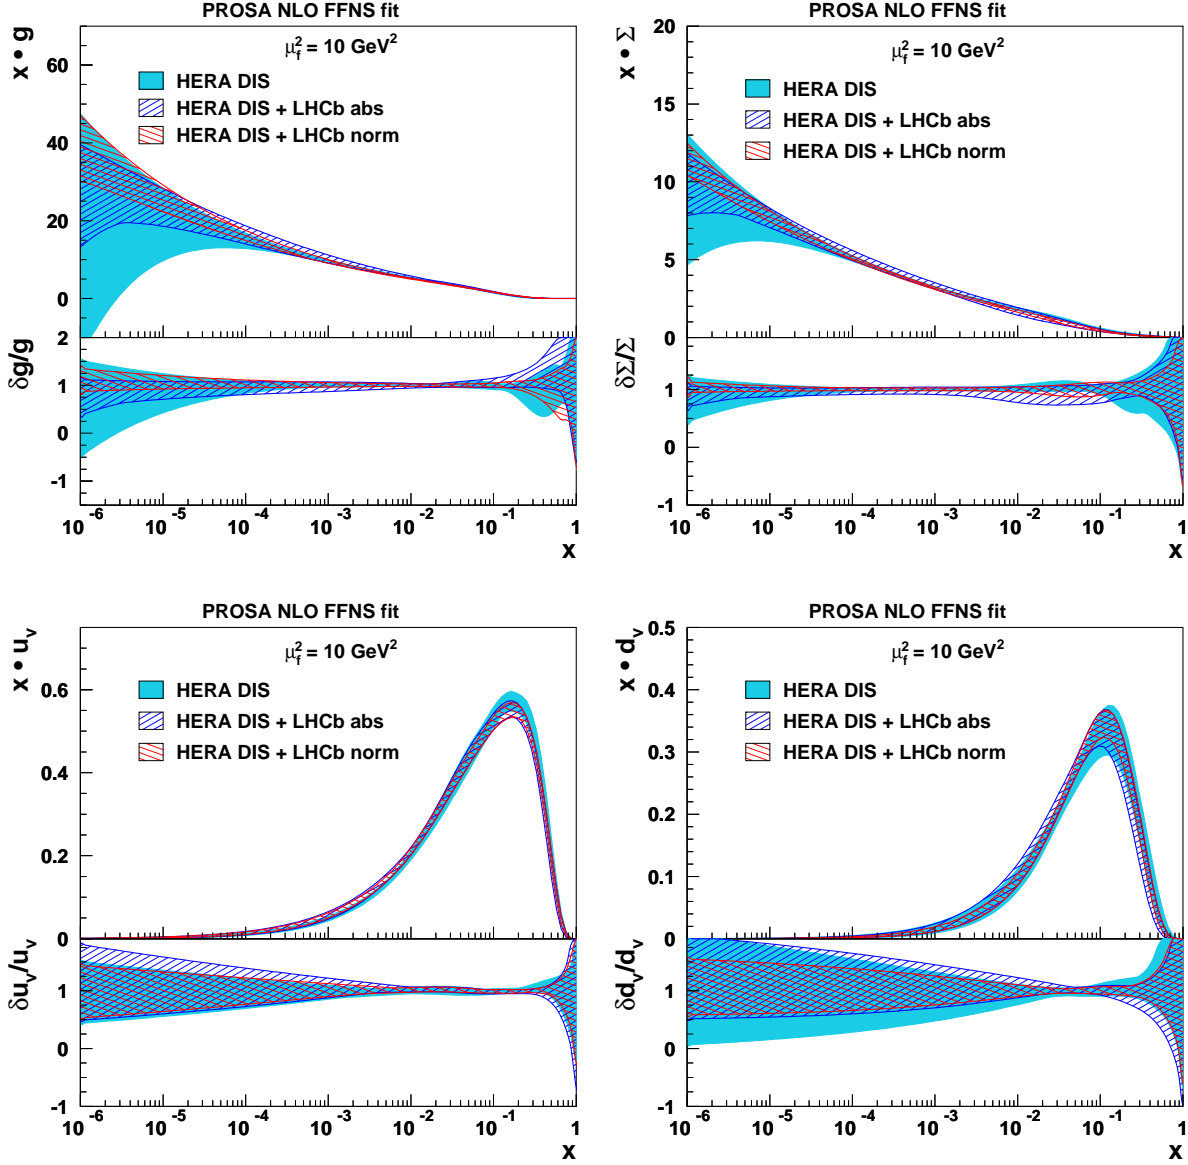 PROSA NLO FFNS fit
x • g
μ_f^2 = 10 GeV^2
HERA DIS
HERA DIS + LHCb abs
HERA DIS + LHCb norm
60
40
20
0
δg/g
2
1
0
-1
10^-6 10^-5 10^-4 10^-3 10^-2 10^-1 1
x
PROSA NLO FFNS fit
x • Σ
μ_f^2 = 10 GeV^2
HERA DIS
HERA DIS + LHCb abs
HERA DIS + LHCb norm
20
15
10
5
0
δΣ/Σ
1
0
-1
10^-6 10^-5 10^-4 10^-3 10^-2 10^-1 1
x
PROSA NLO FFNS fit
x • u_v
μ_f^2 = 10 GeV^2
HERA DIS
HERA DIS + LHCb abs
HERA DIS + LHCb norm
0.6
0.4
0.2
0
δu_v/u_v
1
0
-1
10^-6 10^-5 10^-4 10^-3 10^-2 10^-1 1
x
PROSA NLO FFNS fit
x • d_v
μ_f^2 = 10 GeV^2
HERA DIS
HERA DIS + LHCb abs
HERA DIS + LHCb norm
0.5
0.4
0.3
0.2
0.1
0
δd_v/d_v
1
0
-1
10^-6 10^-5 10^-4 10^-3 10^-2 10^-1 1
x